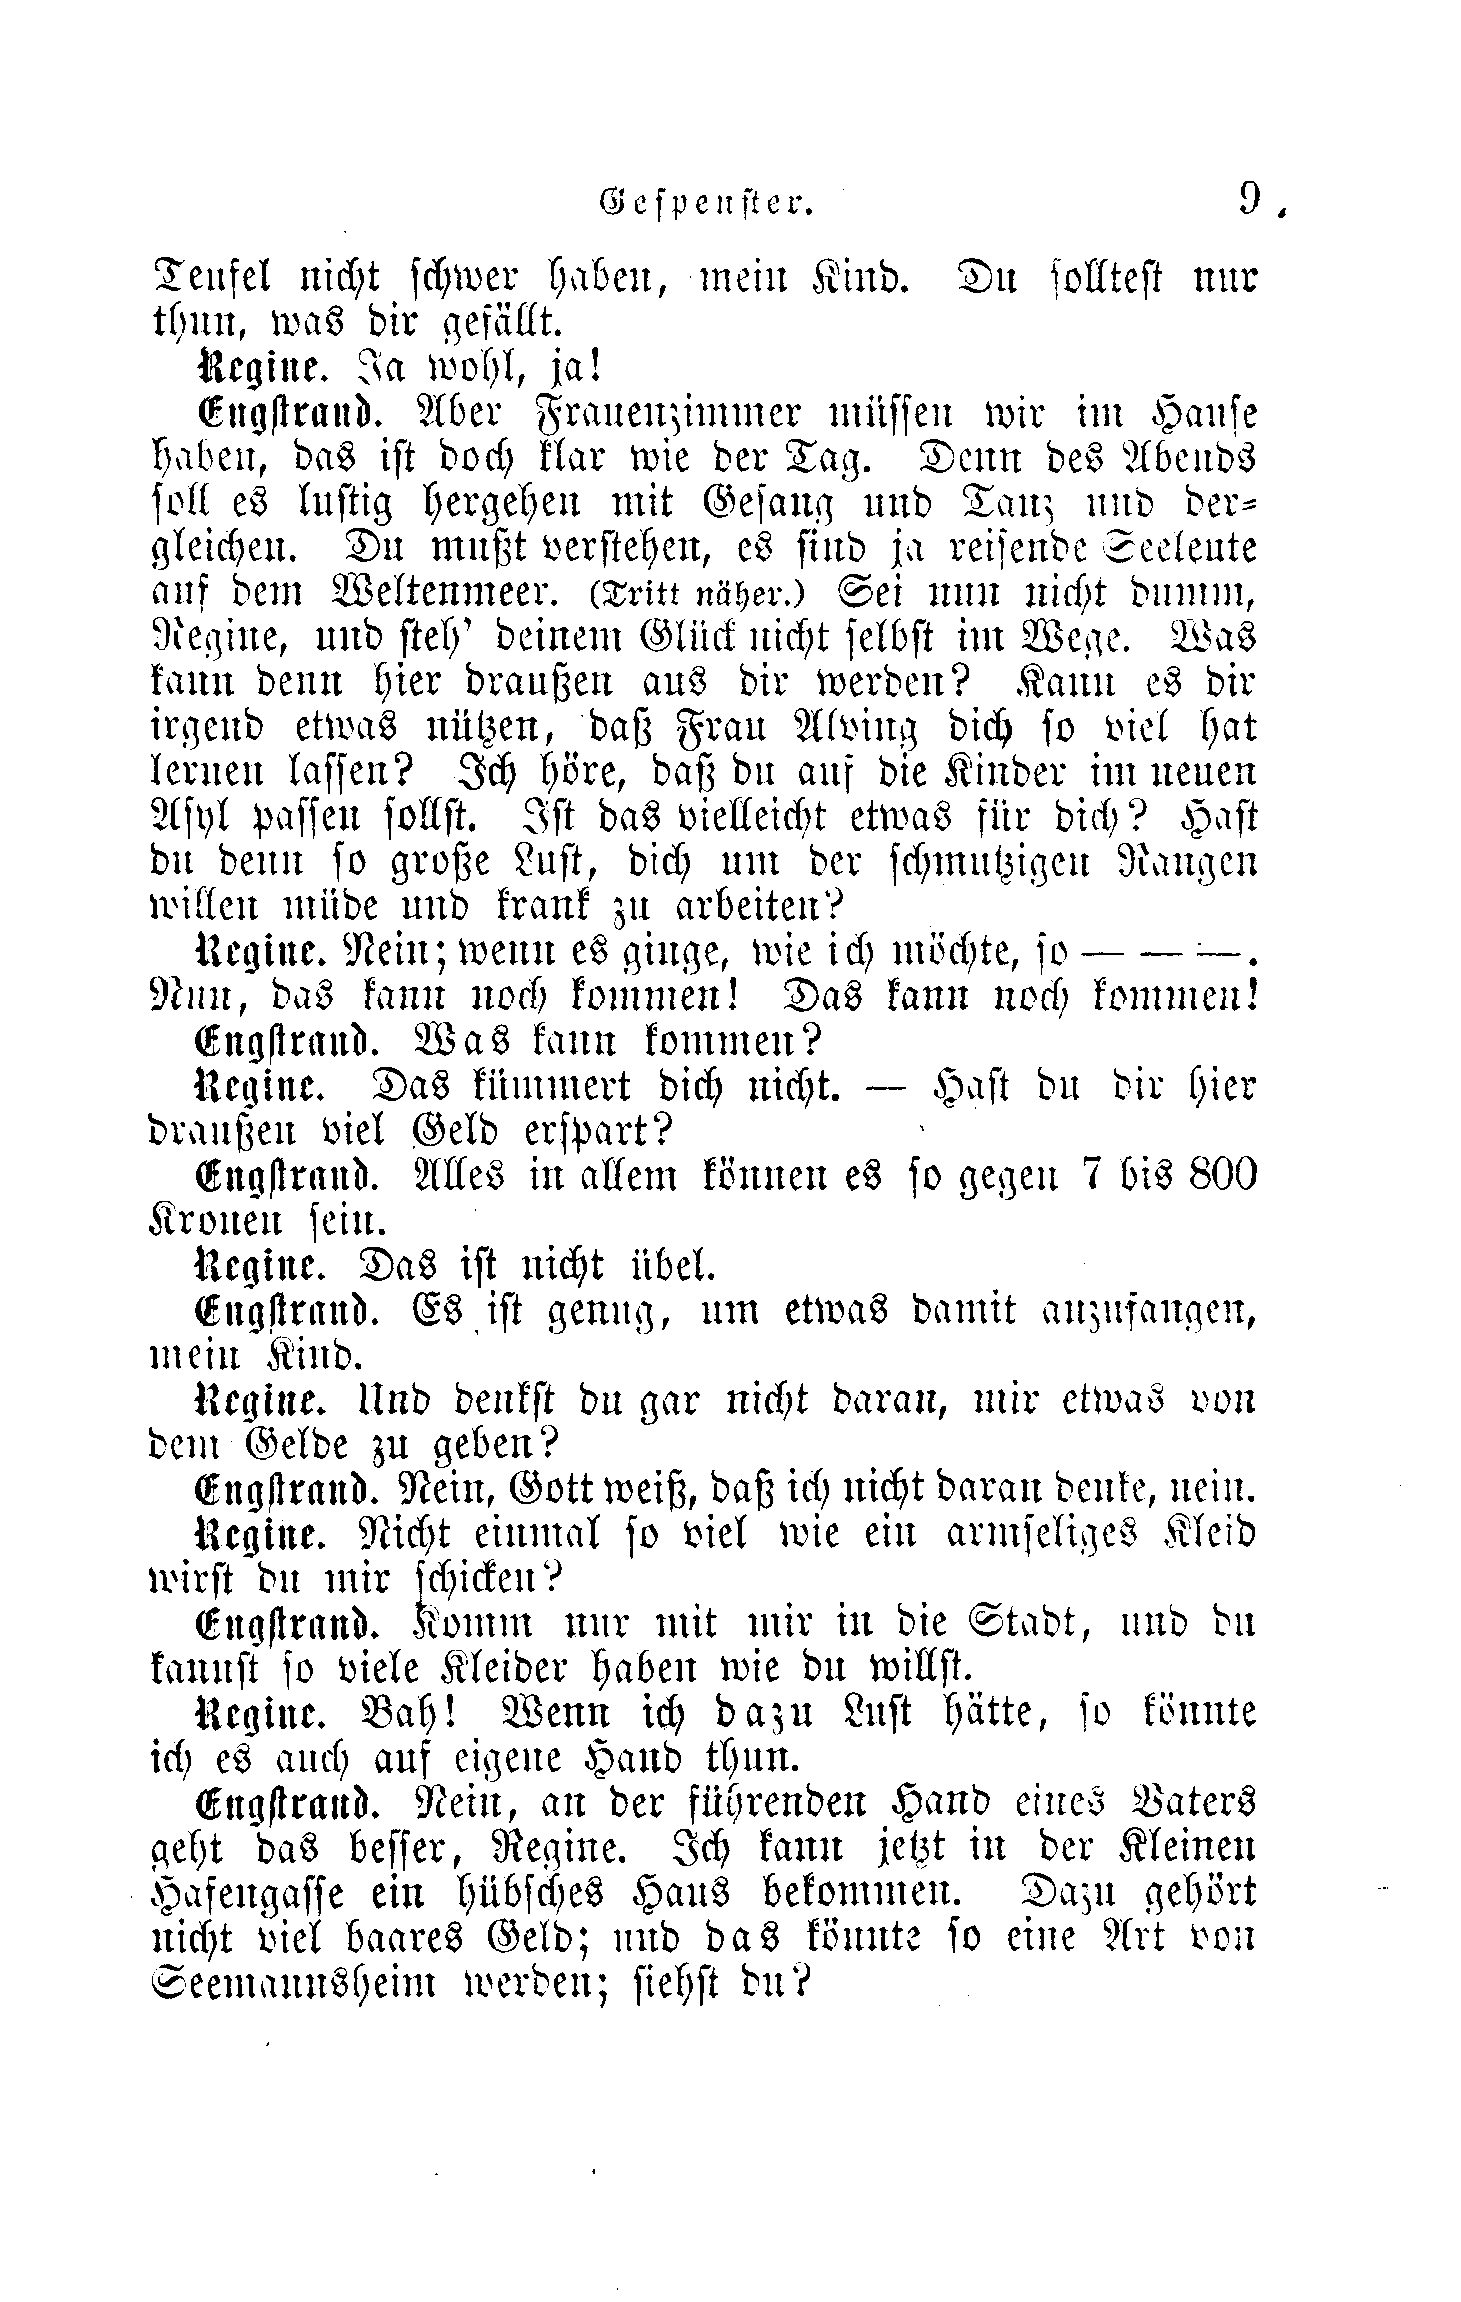 Gespenster. 9
Teufel nicht schwer haben, mein Kind. Du solltest nur
thun, was dir gefällt.
Regine. Ja wohl, ja!
Engstrand. Aber Frauenzimmer müssen wir im Hause
haben, das ist doch klar wie der Tag. Denn des Abends
soll es lustig hergehen mit Gesang und Tanz und der-
gleichen. Du mußt verstehen, es sind ja reisende Seeleute
auf dem Weltenmeer. (Tritt näher.) Sei nun nicht dumm,
Regine, und steh' deinem Glück nicht selbst im Wege. Was
kann denn hier draußen aus dir werden? Kann es dir
irgend etwas nützen, daß Frau Alving dich so viel hat
lernen lassen? Ich höre, daß du auf die Kinder im neuen
Asyl passen sollst. Ist das vielleicht etwas für dich? Hast
du denn so große Lust, dich um der schmutzigen Rangen
willen müde und krank zu arbeiten?
Regine. Nein; wenn es ginge, wie ich möchte, so — — —.
Nun, das kann noch kommen! Das kann noch kommen!
Engstrand. Was kann kommen?
Regine. Das kümmert dich nicht. — Hast du dir hier
draußen viel Geld erspart?
Engstrand. Alles in allem können es so gegen 7 bis 800
Kronen sein.
Regine. Das ist nicht übel.
Engstrand. Es ist genug, um etwas damit anzufangen,
mein Kind.
Regine. Und denkst du gar nicht daran, mir etwas von
dem Gelde zu geben?
Engstrand. Nein, Gott weiß, daß ich nicht daran denke, nein.
Regine. Nicht einmal so viel wie ein armseliges Kleid
wirst du mir schicken?
Engstrand. Komm nur mit mir in die Stadt, und du
kannst so viele Kleider haben wie du willst.
Regine. Bah! Wenn ich dazu Lust hätte, so könnte
ich es auch auf eigene Hand thun.
Engstrand. Nein, an der führenden Hand eines Vaters
geht das besser, Regine. Ich kann jetzt in der Kleinen
Hafengasse ein hübsches Haus bekommen. Dazu gehört
nicht viel baares Geld; und das könnte so eine Art von
Seemannsheim werden; siehst du?